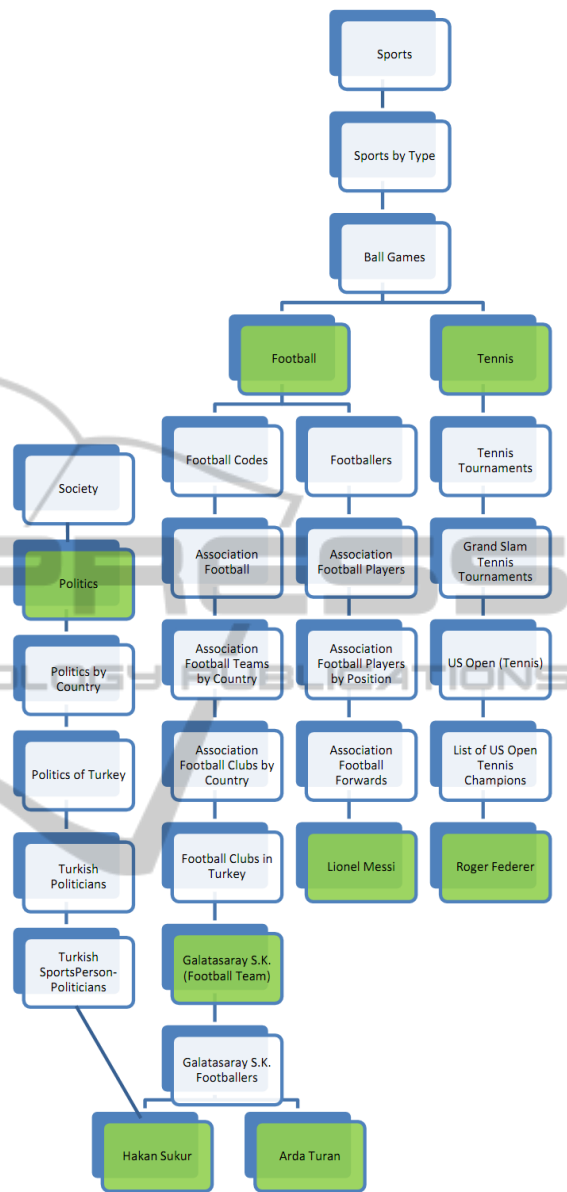 Sports
Sports by Type
Ball Games
Football
Tennis
Football Codes
Footballers
Tennis
Tournaments
Society
Association
Football
Association
Football Players
Grand Slam
Tennis
Tournaments
Politics
Politics by
Country
Association
Football Teams
by Country
Association
Football Players
by Position
US Open (Tennis)
PRESS
OLOGY PUBLICATIONS
Politics of Turkey
Association
Football Clubs by
Country
Association
Football
Forwards
List of US Open
Tennis
Champions
Turkish
Politicians
Football Clubs in
Turkey
Lionel Messi
Roger Federer
Turkish
SportsPerson-
Politicians
Galatasaray S.K.
(Football Team)
Galatasaray S.K.
Footballers
Hakan Sukur
Arda Turan